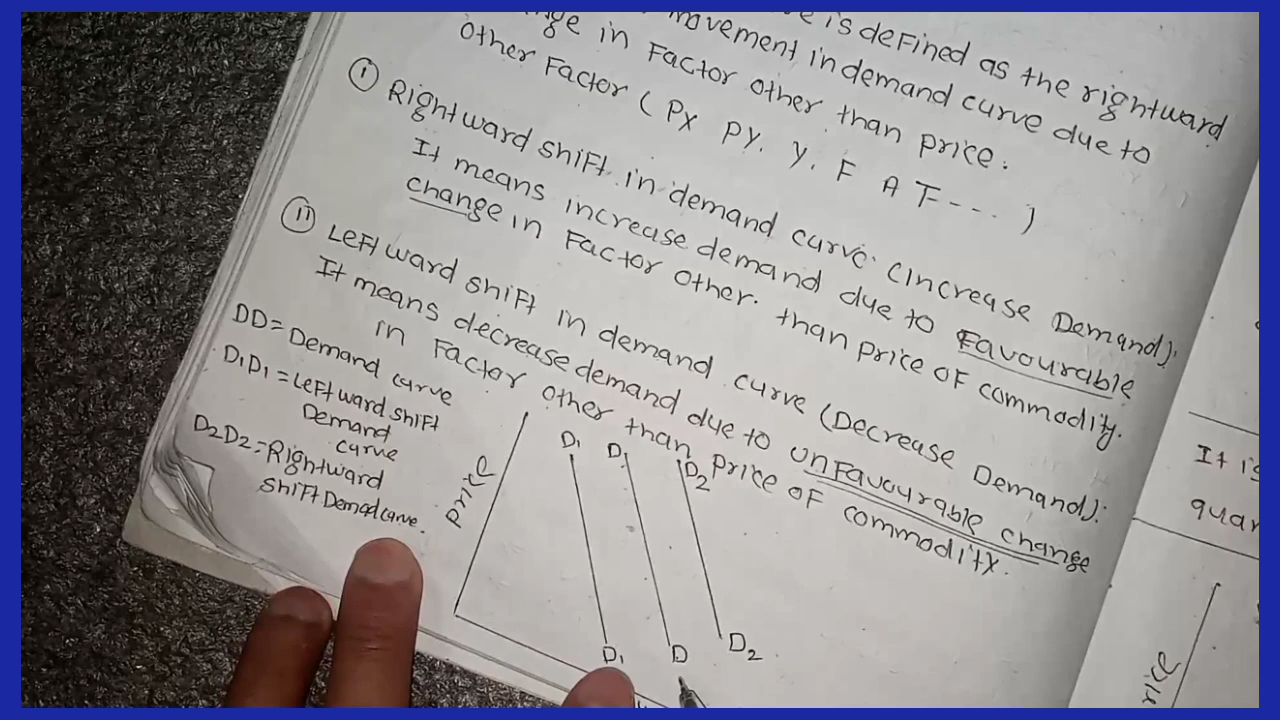 is defined as the rightward
movement in demand curve due to
in Factor other than price.
Other Factor ( Px PY. Y. F A T---. )
(i) Rightward shift in demand curve. (Increase Demand):
It means increase demand due to Favourable
change in Factor other. than price of commodity.
(ii) Leftward shift in demand curve (Decrease Demand):
It means decrease demand due to unFavourable change
in Factor other than price of commodity.
DD = Demand curve
D1D1 = Leftward shift
Demand
curve
D2D2 = Rightward
shift Demad carve.
price
D1 D. D2
D1 D D2
It is
rice